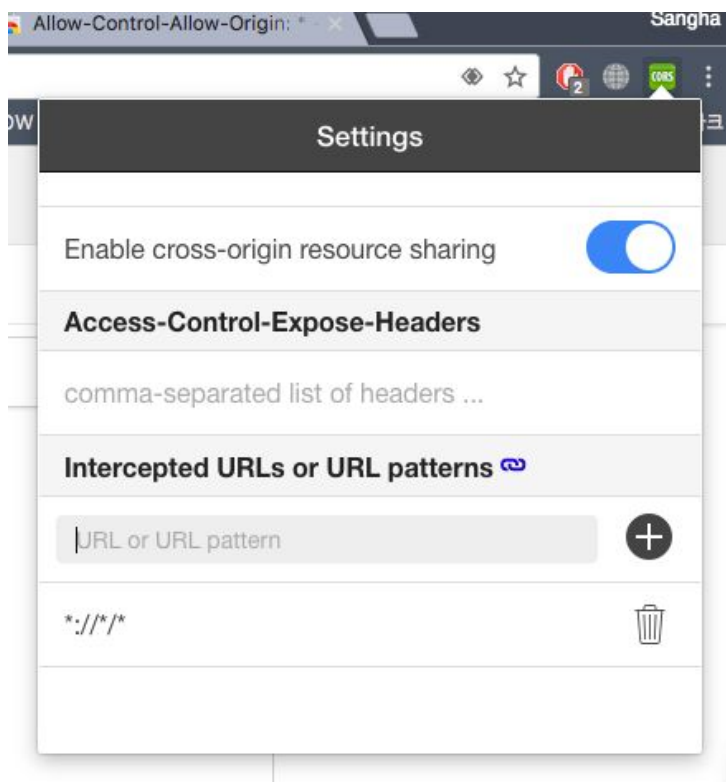 Allow-Control-Allow-Origin: * -
Sangha
2
CORS
Settings
Enable cross-origin resource sharing
Access-Control-Expose-Headers
comma-separated list of headers ...
Intercepted URLs or URL patterns
URL or URL pattern
*://*/*